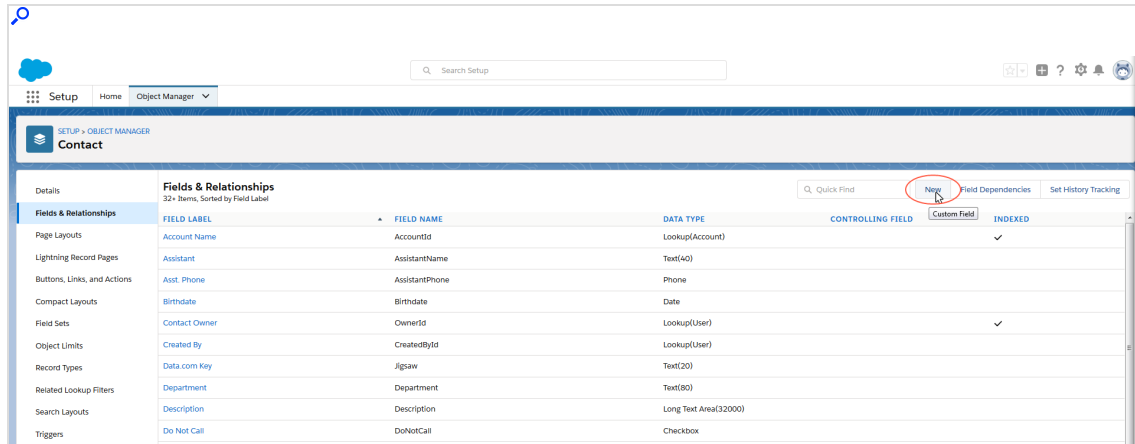 Search Setup
Setup Home Object Manager
SETUP > OBJECT MANAGER
Contact
Details
Fields & Relationships
Page Layouts
Lightning Record Pages
Buttons, Links, and Actions
Compact Layouts
Field Sets
Object Limits
Record Types
Related Lookup Filters
Search Layouts
Triggers
Fields & Relationships
32+ Items, Sorted by Field Label
Quick Find New Field Dependencies Set History Tracking
Custom Field
FIELD LABEL FIELD NAME DATA TYPE CONTROLLING FIELD INDEXED
Account Name AccountId Lookup(Account)
Assistant AssistantName Text(40)
Asst. Phone AssistantPhone Phone
Birthdate Birthdate Date
Contact Owner OwnerId Lookup(User)
Created By CreatedById Lookup(User)
Data.com Key Jigsaw Text(20)
Department Department Text(80)
Description Description Long Text Area(32000)
Do Not Call DoNotCall Checkbox